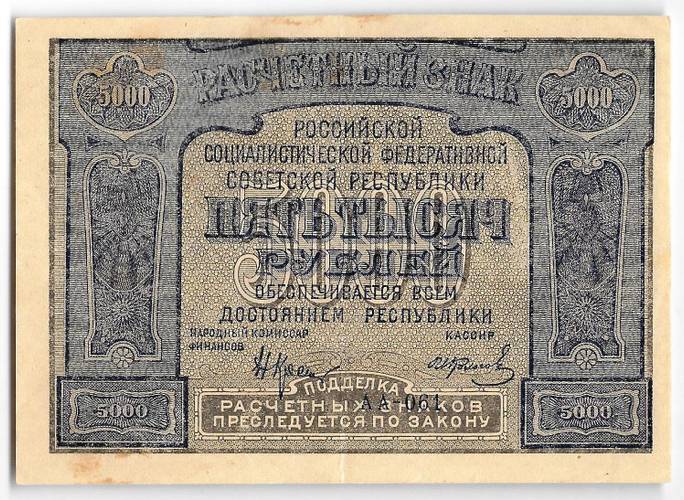 РАСЧЕТНЫЙ ЗНАК
5000 5000
РОССИЙСКОЙ
СОЦИАЛИСТИЧЕСКОЙ ФЕДЕРАТИВНОЙ
СОВЕТСКОЙ РЕСПУБЛИКИ
5000
ПЯТЬ ТЫСЯЧ
РУБЛЕЙ
ОБЕСПЕЧИВАЕТСЯ ВСЕМ
ДОСТОЯНИЕМ РЕСПУБЛИКИ
НАРОДНЫЙ КОМИССАР
ФИНАНСОВ
КАССИР
ПОДДЕЛКА
АА-061
5000 РАСЧЕТНЫХ ЗНАКОВ 5000
ПРЕСЛЕДУЕТСЯ ПО ЗАКОНУ